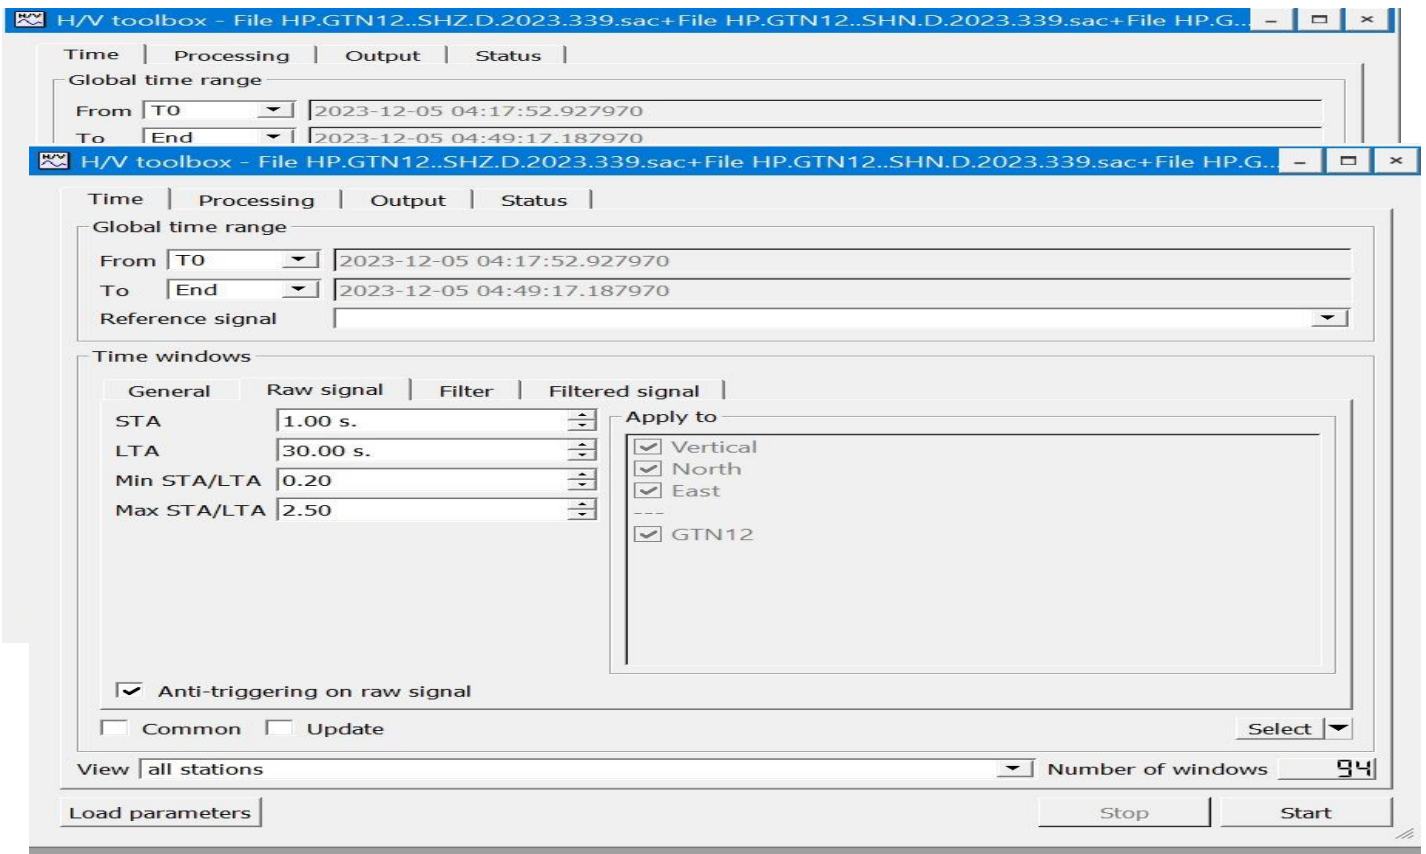 H/V toolbox - File HP.GTN12..SHZ.D.2023.339.sac+File HP.GTN12..SHN.D.2023.339.sac+File HP.G...
Time Processing Output Status
Global time range
From T0 2023-12-05 04:17:52.927970
To End 2023-12-05 04:49:17.187970
H/V toolbox - File HP.GTN12..SHZ.D.2023.339.sac+File HP.GTN12..SHN.D.2023.339.sac+File HP.G...
Time Processing Output Status
Global time range
From T0 2023-12-05 04:17:52.927970
To End 2023-12-05 04:49:17.187970
Reference signal
Time windows
General Raw signal Filter Filtered signal
STA 1.00 s.
LTA 30.00 s.
Min STA/LTA 0.20
Max STA/LTA 2.50
Apply to
Vertical
North
East
---
GTN12
Anti-triggering on raw signal
Common Update Select
View all stations Number of windows 94
Load parameters Stop Start